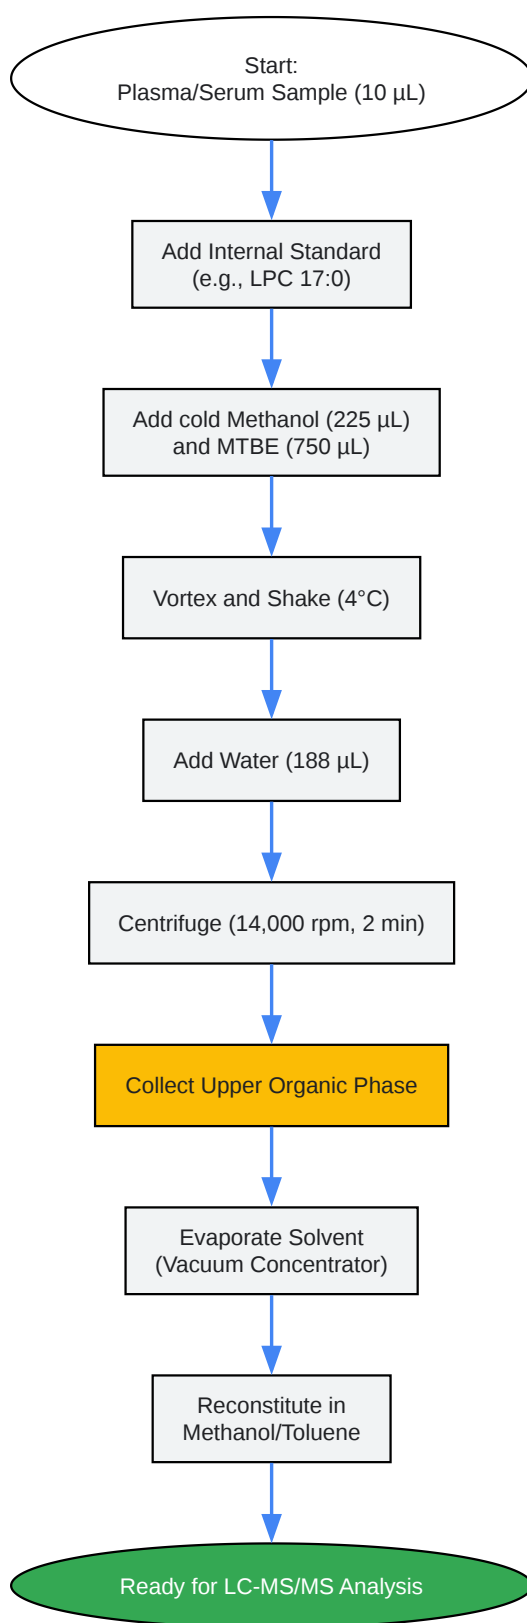 Start:
Plasma/Serum Sample (10 µL)
Add Internal Standard
(e.g., LPC 17:0)
Add cold Methanol (225 µL)
and MTBE (750 µL)
Vortex and Shake (4°C)
Add Water (188 µL)
Centrifuge (14,000 rpm, 2 min)
Collect Upper Organic Phase
Evaporate Solvent
(Vacuum Concentrator)
Reconstitute in
Methanol/Toluene
Ready for LC-MS/MS Analysis